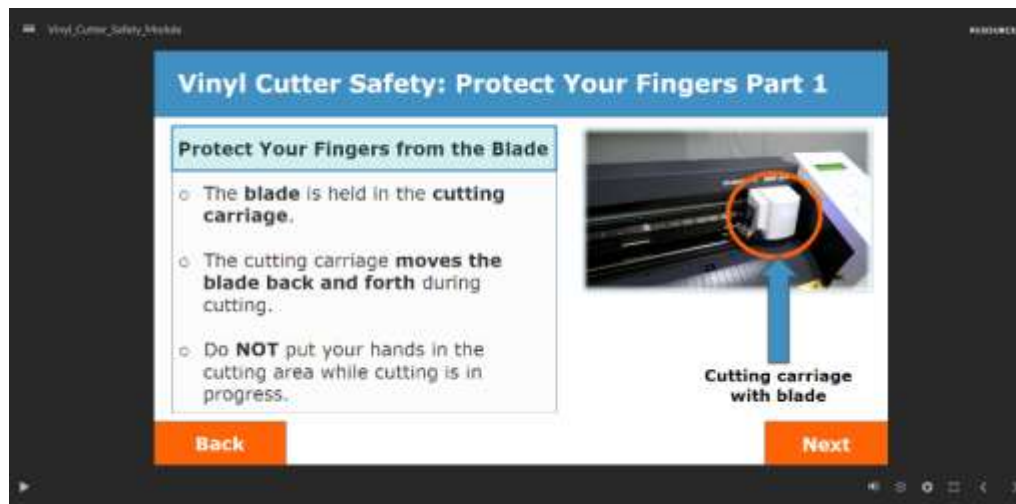 Vinyl_Cutter_Safety_Module
RESOURCES
Vinyl Cutter Safety: Protect Your Fingers Part 1
Protect Your Fingers from the Blade
○ The blade is held in the cutting
carriage.
○ The cutting carriage moves the
blade back and forth during
cutting.
○ Do NOT put your hands in the
cutting area while cutting is in
progress.
Cutting carriage
with blade
Back
Next